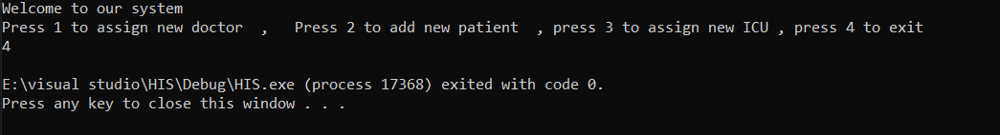 Welcome to our system
Press 1 to assign new doctor  ,   Press 2 to add new patient  , press 3 to assign new ICU , press 4 to exit
4
E:\visual studio\HIS\Debug\HIS.exe (process 17368) exited with code 0.
Press any key to close this window . . .